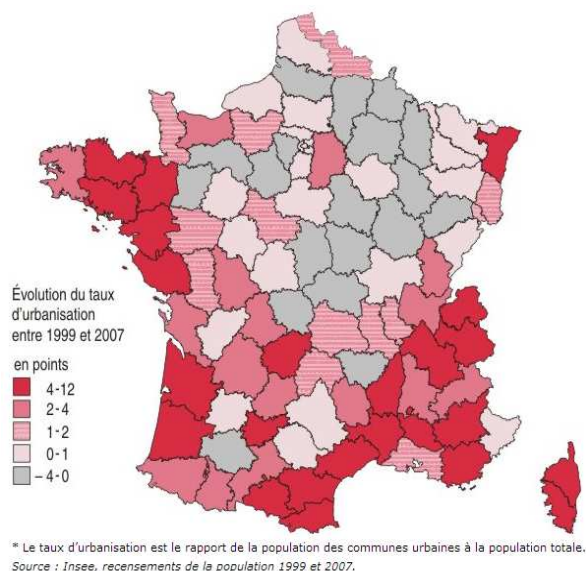 Évolution du taux
d'urbanisation
entre 1999 et 2007
en points
4-12
2-4
1-2
0-1
-4-0
* Le taux d'urbanisation est le rapport de la population des communes urbaines à la population totale.
Source : Insee, recensements de la population 1999 et 2007.